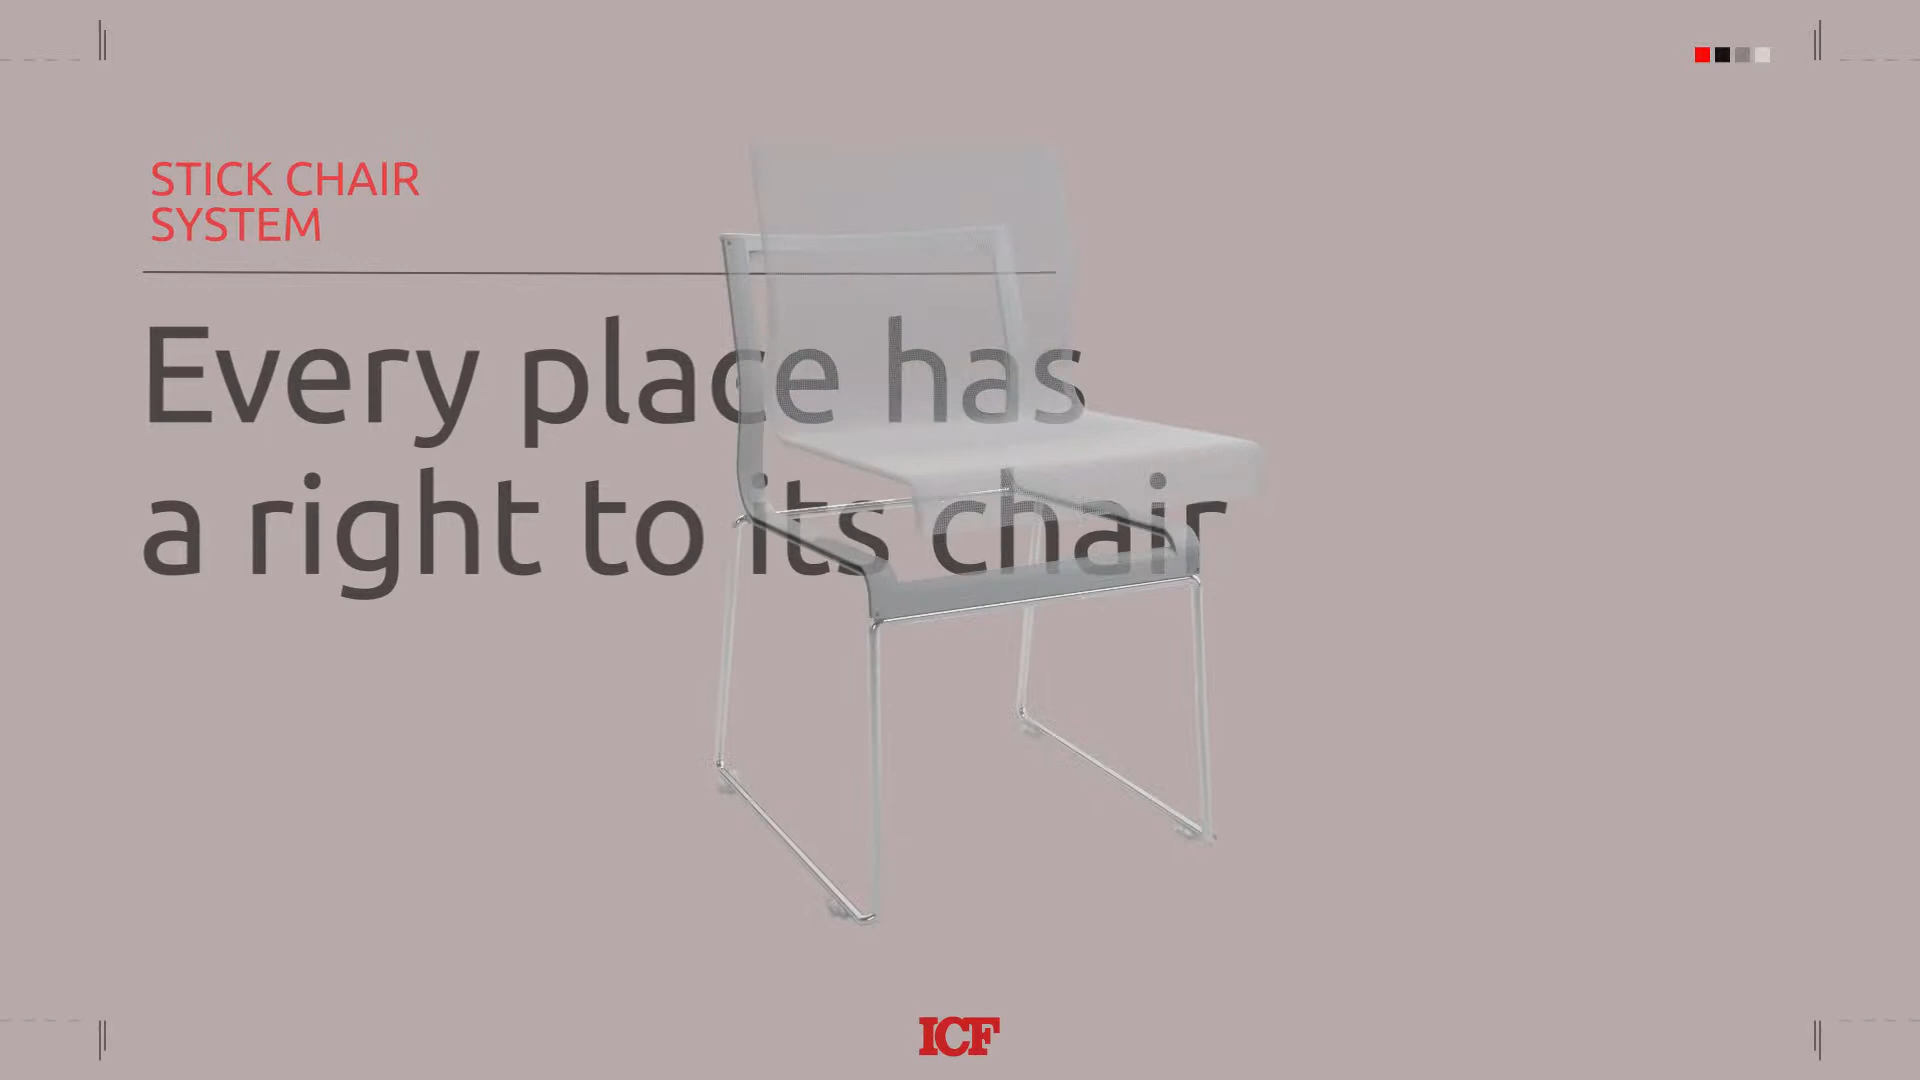 STICK CHAIR
SYSTEM
Every place has
a right to its chair
ICF